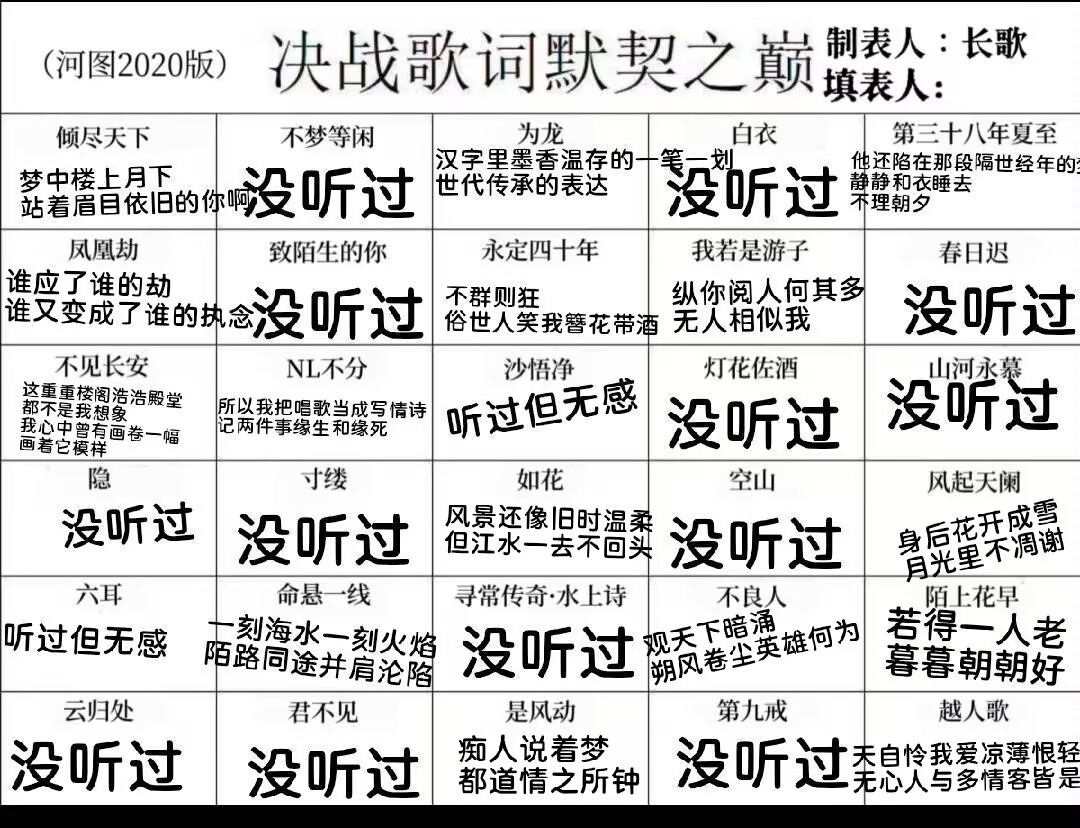 （河图2020版）
决战歌词默契之巅
制表人：长歌
填表人：
倾尽天下
梦中楼上月下
站着眉目依旧的你啊
不梦等闲
没听过
为龙
汉字里墨香温存的一笔一划
世代传承的表达
白衣
没听过
第三十八年夏至
他还陷在那段隔世经年的
静静和衣睡去
不理朝夕
凤凰劫
谁应了谁的劫
谁又变成了谁的执念
致陌生的你
没听过
永定四十年
不群则狂
俗世人笑我簪花带酒
我若是游子
纵你阅人何其多
无人相似我
春日迟
没听过
不见长安
这重重楼阁浩浩殿堂
都不是我想象
我心中曾有画卷一幅
画着它模样
NL不分
所以我把唱歌当成写情诗
记两件事缘生和缘死
沙悟净
听过但无感
灯花佐酒
没听过
山河永慕
没听过
隐
没听过
寸缕
没听过
如花
风景还像旧时温柔
但江水一去不回头
空山
没听过
风起天阑
身后花开成雪
月光里不凋谢
六耳
听过但无感
命悬一线
一刻海水一刻火焰
陌路同途并肩沦陷
寻常传奇·水上诗
没听过
不良人
观天下暗涌
朔风卷尘英雄何为
陌上花早
若得一人老
暮暮朝朝好
云归处
没听过
君不见
没听过
是风动
痴人说着梦
都道情之所钟
第九戒
没听过
越人歌
天自怜我爱凉薄恨轻
无心人与多情客皆是